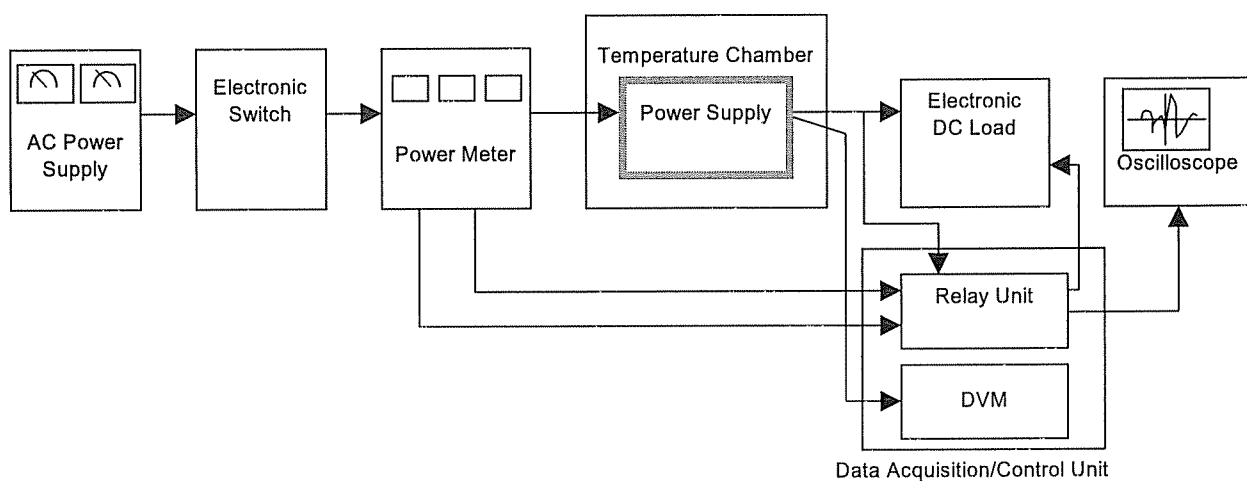 AC Power
Supply
Electronic
Switch
Power Meter
Temperature Chamber
Power Supply
Electronic
DC Load
Oscilloscope
Relay Unit
DVM
Data Acquisition/Control Unit